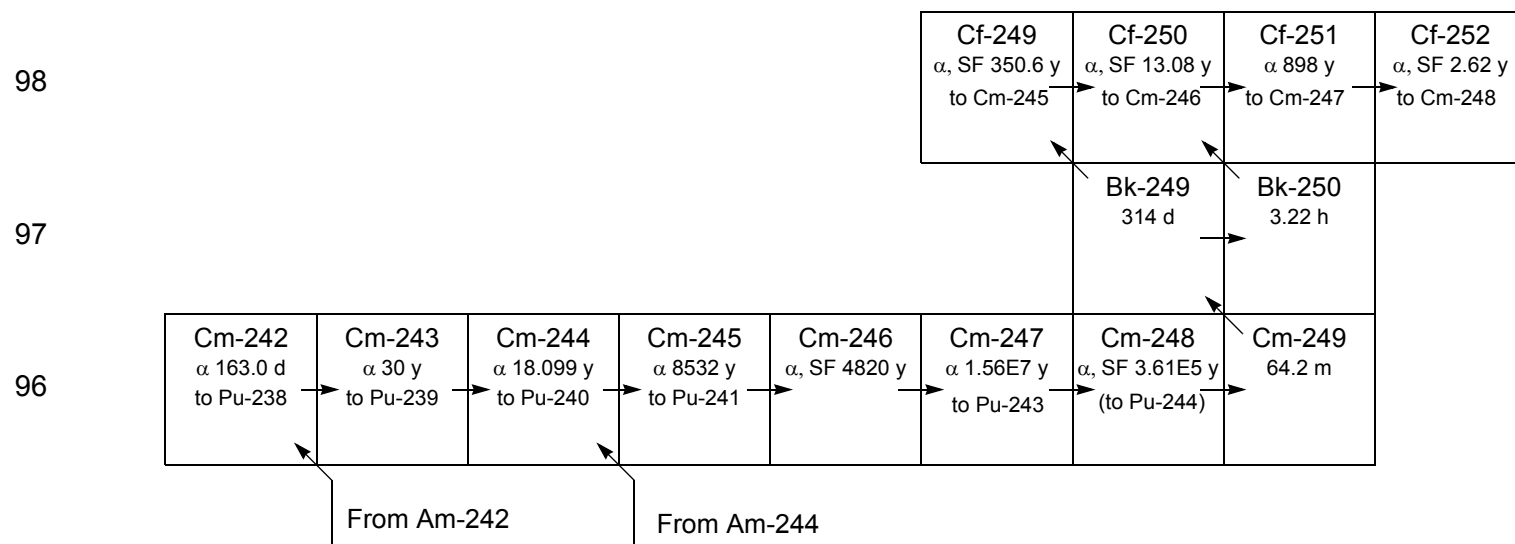 98
Cf-249
α, SF 350.6 y
to Cm-245
Cf-250
α, SF 13.08 y
to Cm-246
Cf-251
α 898 y
to Cm-247
Cf-252
α, SF 2.62 y
to Cm-248
97
Bk-249
314 d
Bk-250
3.22 h
96
Cm-242
α 163.0 d
to Pu-238
Cm-243
α 30 y
to Pu-239
Cm-244
α 18.099 y
to Pu-240
Cm-245
α 8532 y
to Pu-241
Cm-246
α, SF 4820 y
Cm-247
α 1.56E7 y
to Pu-243
Cm-248
α, SF 3.61E5 y
(to Pu-244)
Cm-249
64.2 m
From Am-242
From Am-244